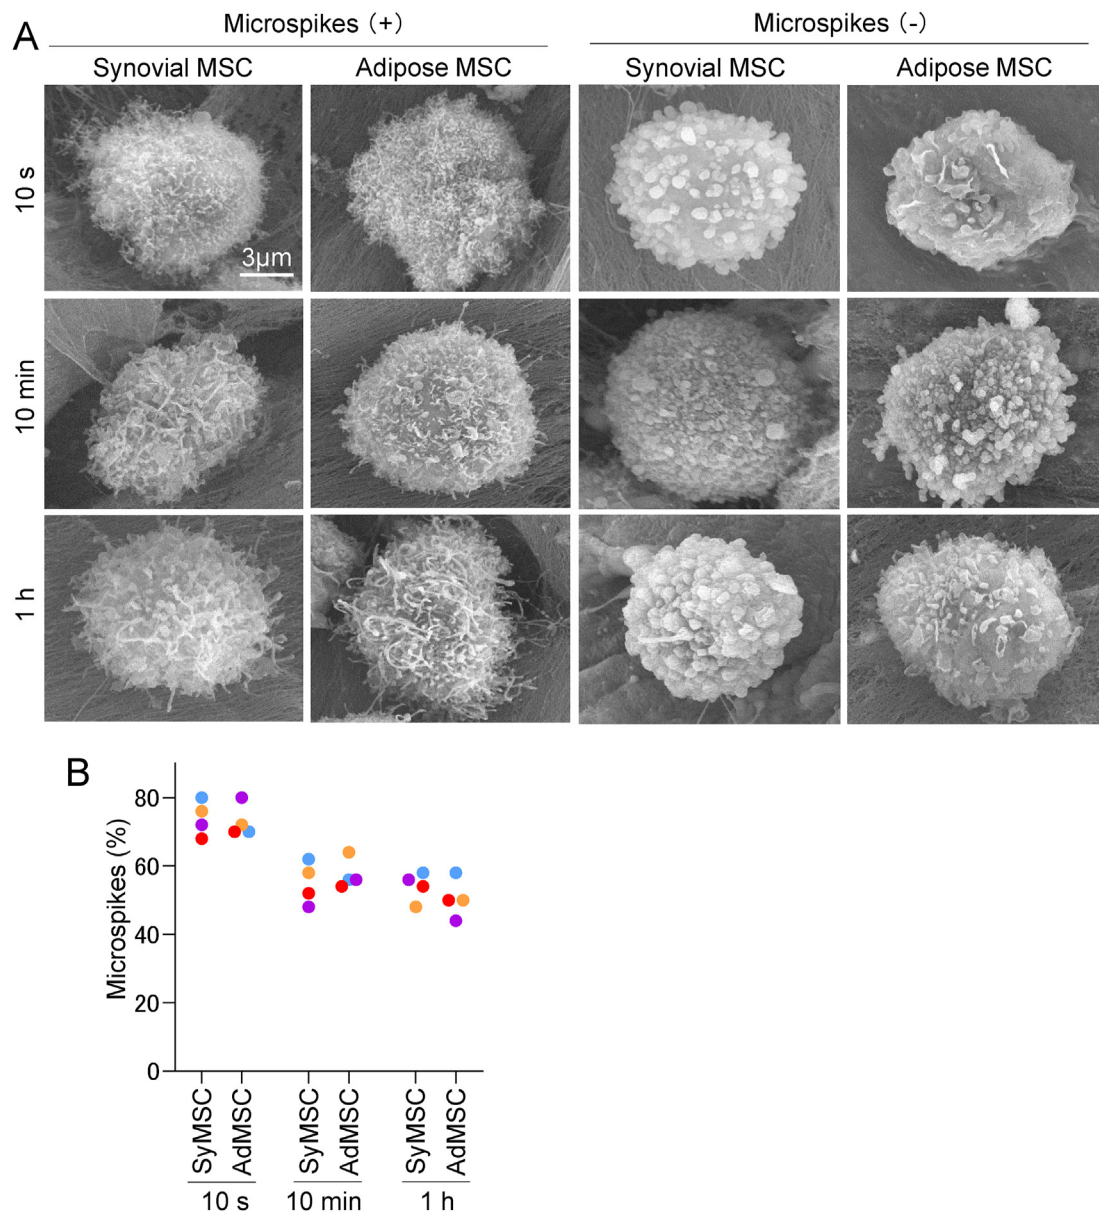 A
Microspikes (+)
Microspikes (-)
Synovial MSC
Adipose MSC
Synovial MSC
Adipose MSC
10 s
3μm
10 min
1 h
B
Microspikes (%)
80
60
40
20
0
SyMSC
AdMSC
SyMSC
AdMSC
SyMSC
AdMSC
10 s
10 min
1 h